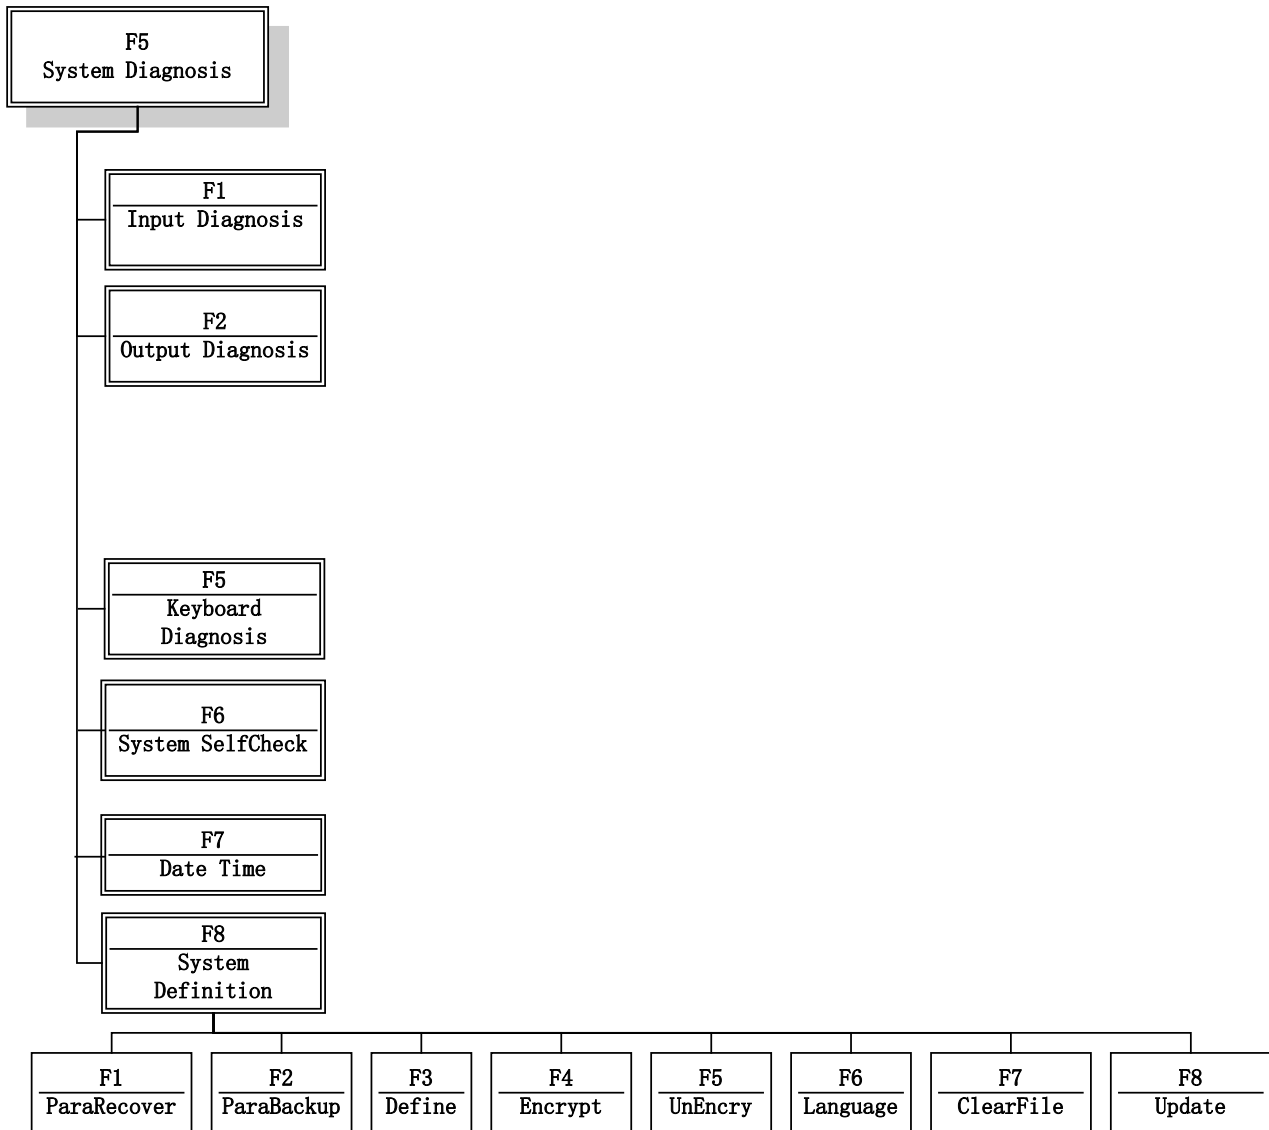 F5
System Diagnosis
F1
Input Diagnosis
F2
Output Diagnosis
F5
Keyboard
Diagnosis
F6
System SelfCheck
F7
Date Time
F8
System
Definition
F1
ParaRecover
F2
ParaBackup
F3
Define
F4
Encrypt
F5
UnEncry
F6
Language
F7
ClearFile
F8
Update